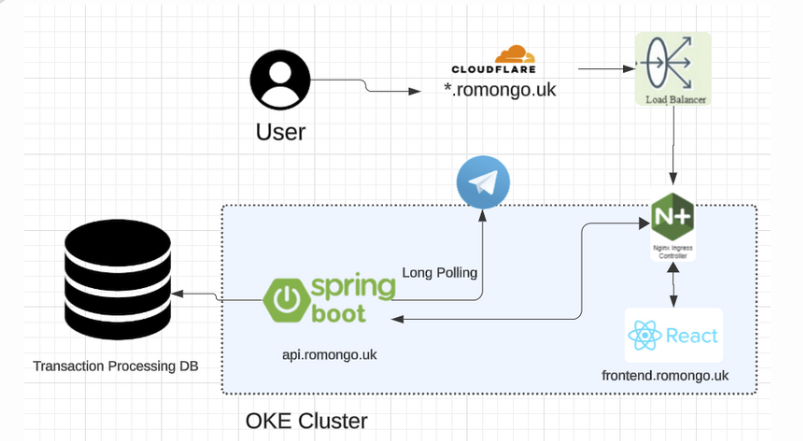 CLOUDFLARE
*.romongo.uk
Load Balancer
User
N+
Nginx Ingress
Controller
Long Polling
spring
boot
React
api.romongo.uk
Transaction Processing DB
frontend.romongo.uk
OKE Cluster